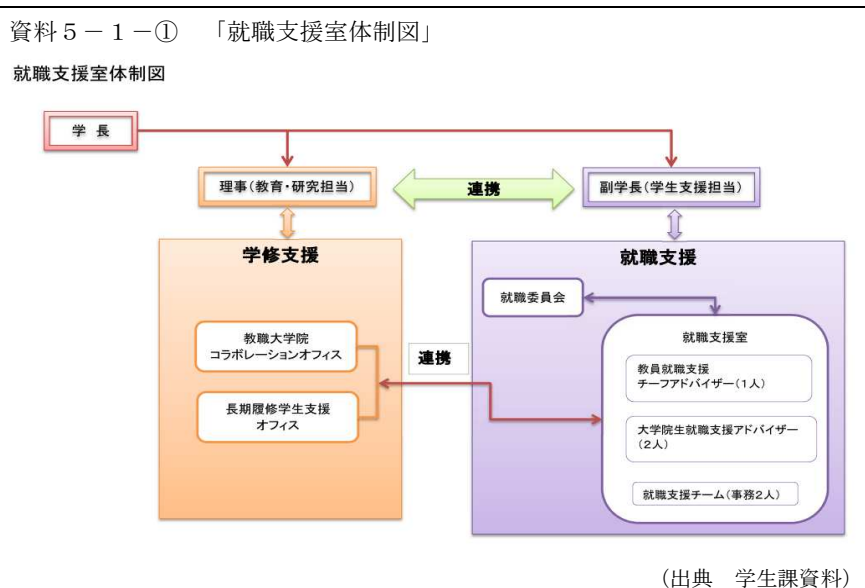 資料5-1-① 「就職支援室体制図」
就職支援室体制図
学 長
理事(教育・研究担当)
連携
副学長(学生支援担当)
学修支援
就職支援
就職委員会
就職支援室
教職大学院
コラボレーションオフィス
連携
教員就職支援
チーフアドバイザー(1人)
長期履修学生支援
オフィス
大学院生就職支援アドバイザー
(2人)
就職支援チーム(事務2人)
(出典 学生課資料)